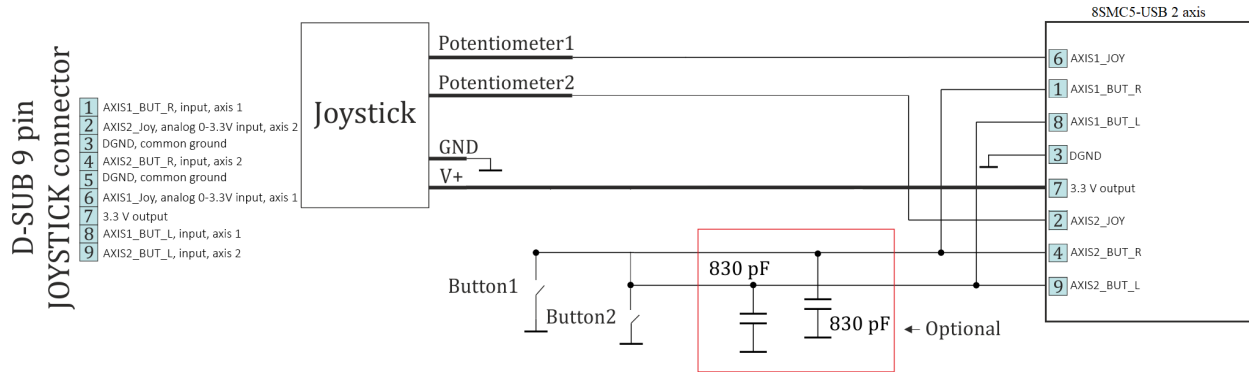 D-SUB 9 pin
JOYSTICK connector
1 AXIS1_BUT_R, input, axis 1
2 AXIS2_Joy, analog 0-3.3V input, axis 2
3 DGND, common ground
4 AXIS2_BUT_R, input, axis 2
5 DGND, common ground
6 AXIS1_Joy, analog 0-3.3V input, axis 1
7 3.3 V output
8 AXIS1_BUT_L, input, axis 1
9 AXIS2_BUT_L, input, axis 2
Joystick
Potentiometer1
Potentiometer2
GND
V+
Button1
Button2
830 pF
830 pF
Optional
8SMC5-USB 2 axis
6 AXIS1_JOY
1 AXIS1_BUT_R
8 AXIS1_BUT_L
3 DGND
7 3.3 V output
2 AXIS2_JOY
4 AXIS2_BUT_R
9 AXIS2_BUT_L